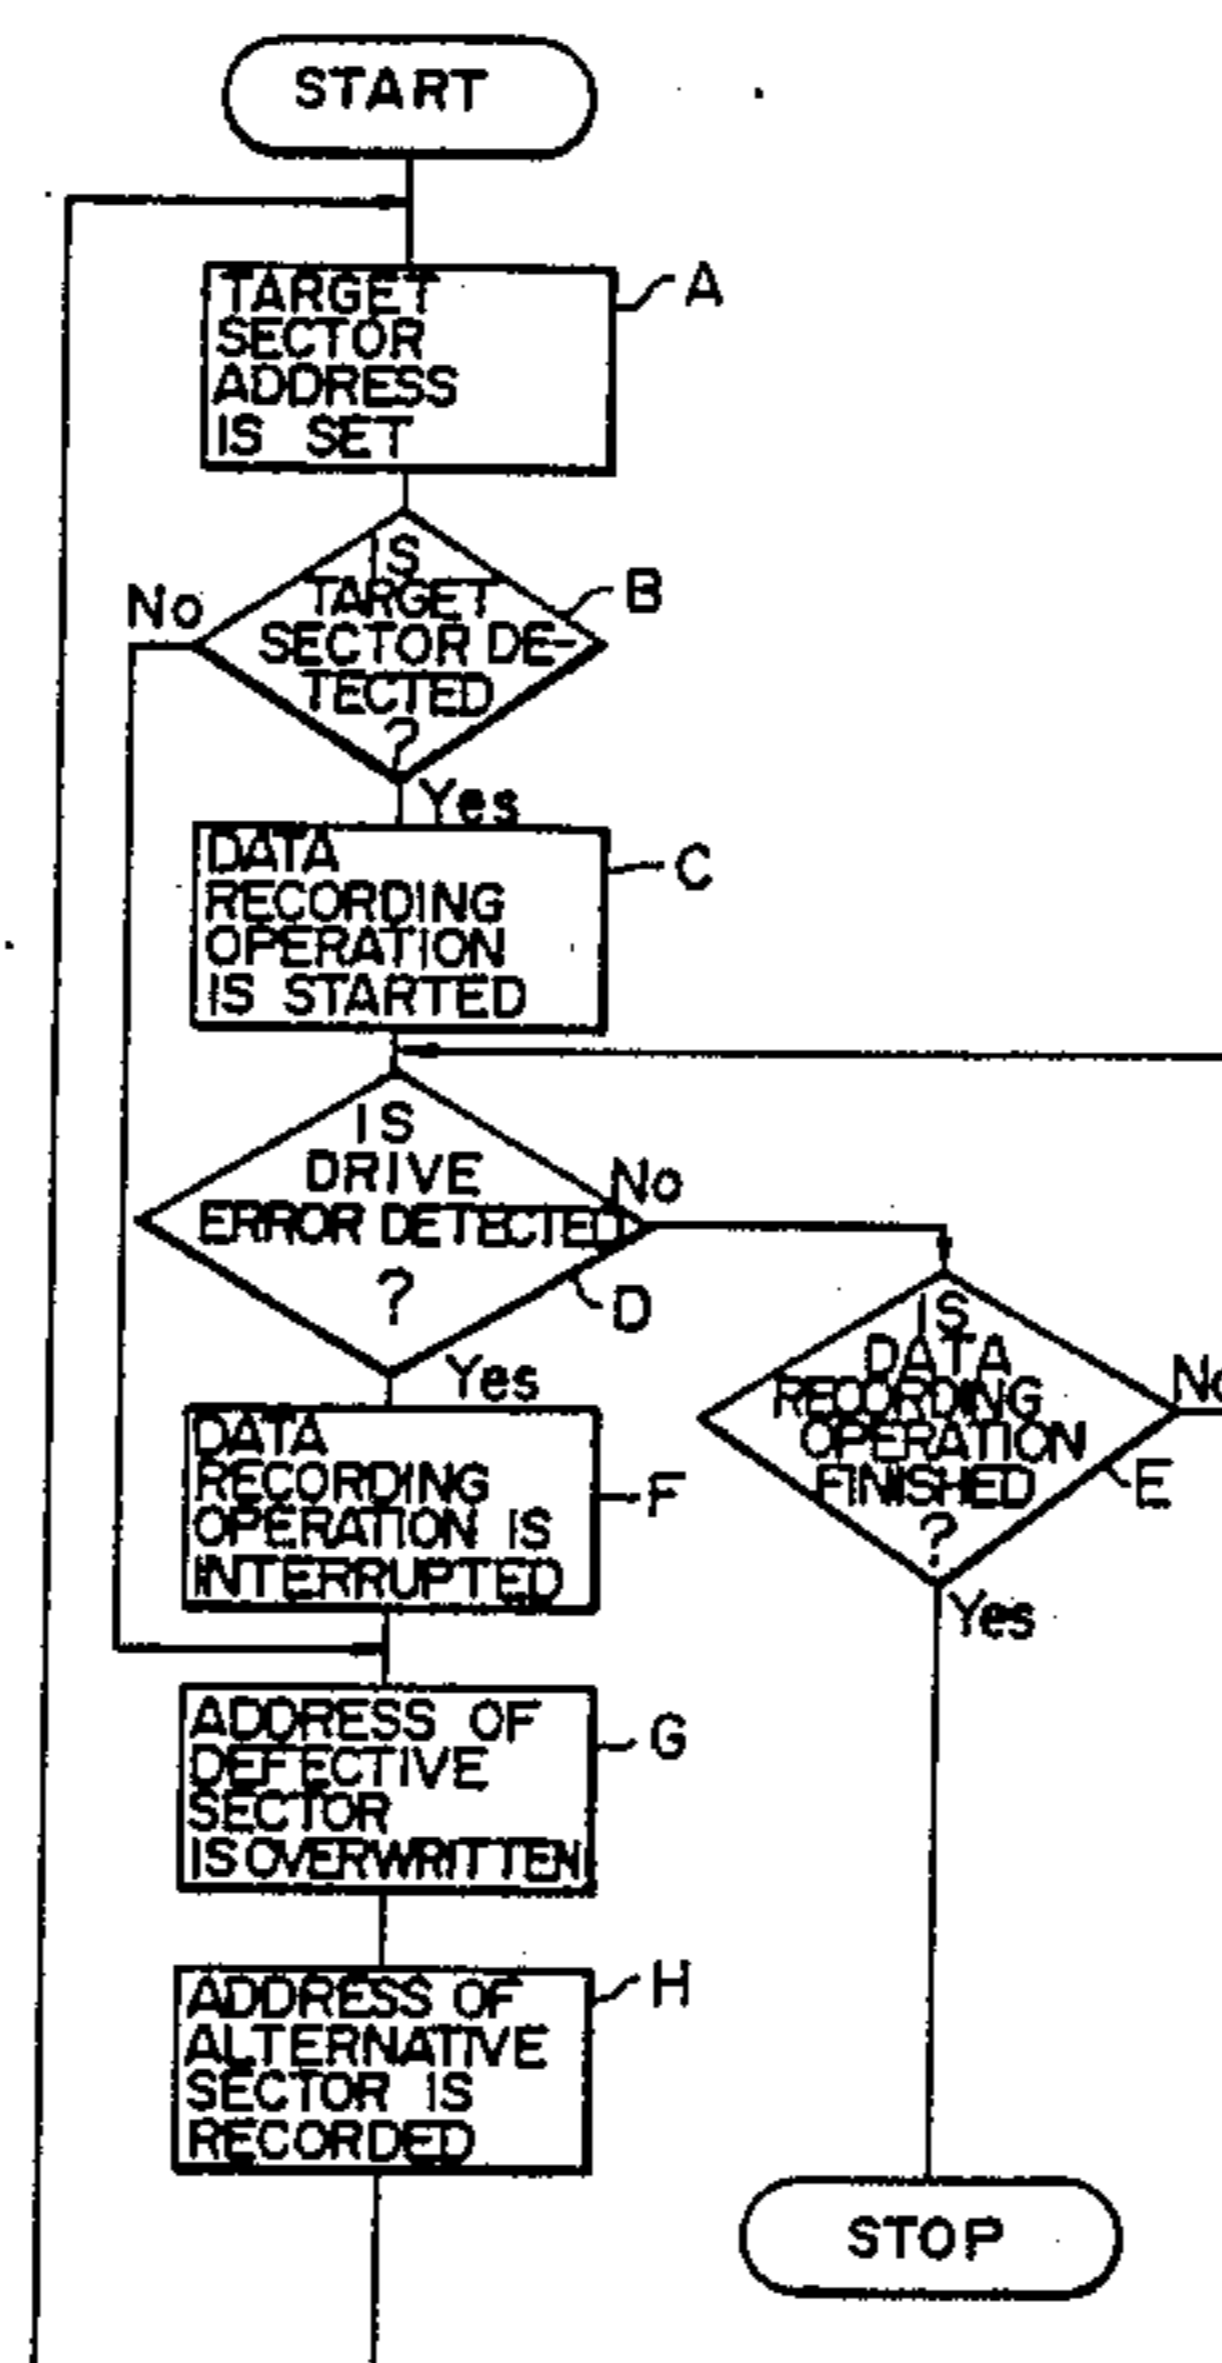 START
A
TARGET
SECTOR
ADDRESS
IS SET
IS
TARGET
SECTOR DE-
TECTED
?
B
No
Yes
DATA
RECORDING
OPERATION
IS STARTED
C
IS
DRIVE
ERROR DETECTED
?
No
D
Yes
IS
DATA
RECORDING
OPERATION
FINISHED
?
No
E
Yes
DATA
RECORDING
OPERATION IS
INTERRUPTED
F
ADDRESS OF
DEFECTIVE
SECTOR
IS OVERWRITTEN
G
ADDRESS OF
ALTERNATIVE
SECTOR IS
RECORDED
H
STOP